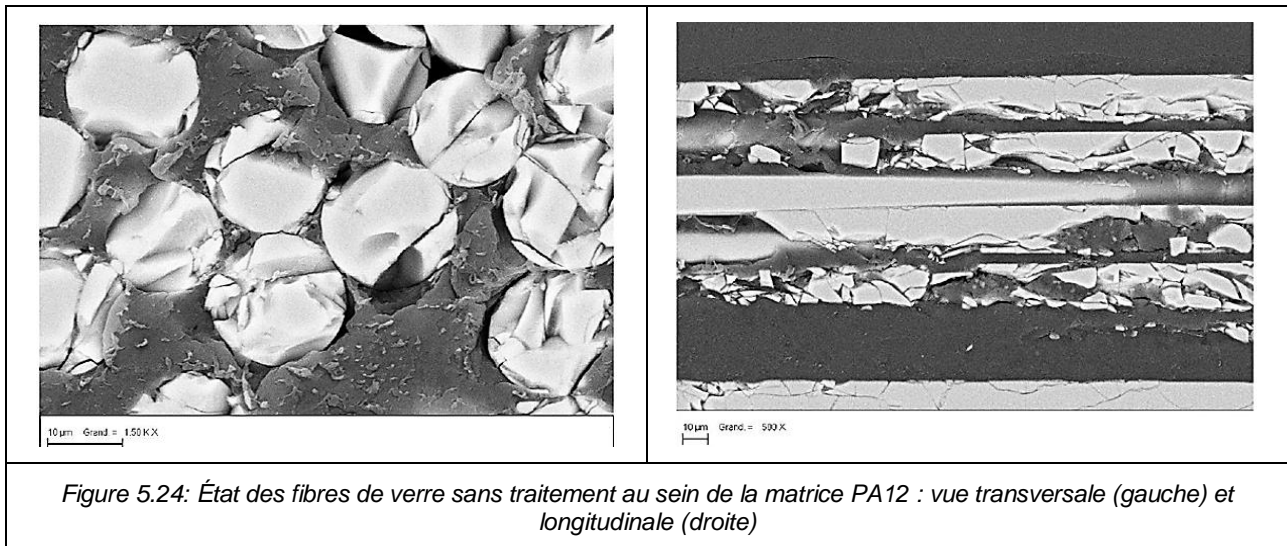 10 µm Grand. = 1.50 K X
10 µm Grand. = 500 X
Figure 5.24: État des fibres de verre sans traitement au sein de la matrice PA12 : vue transversale (gauche) et
longitudinale (droite)